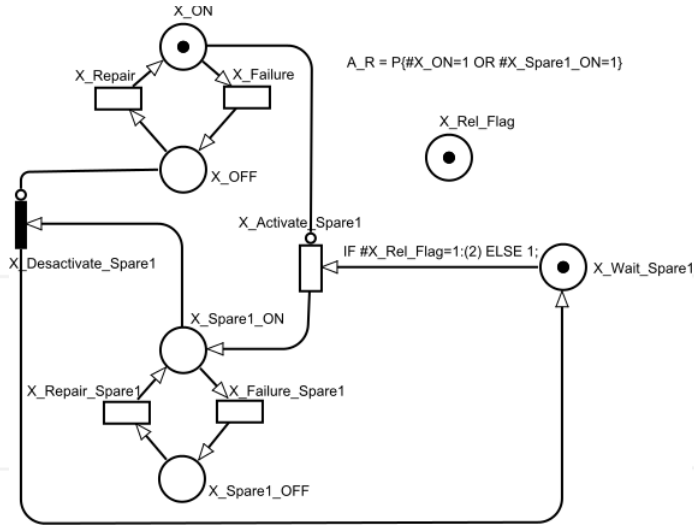 X_ON
X_Repair
X_Failure
A_R = P{#X_ON=1 OR #X_Spare1_ON=1}
X_Rel_Flag
X_OFF
X_Activate_Spare1
IF #X_Rel_Flag=1:(2) ELSE 1;
X_Desactivate_Spare1
X_Wait_Spare1
X_Spare1_ON
X_Repair_Spare1
X_Failure_Spare1
X_Spare1_OFF